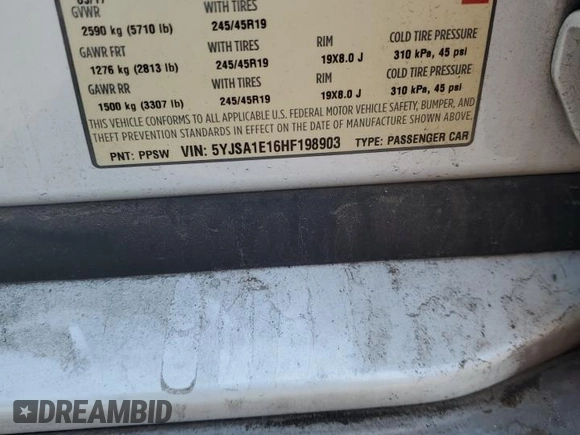 GVWR WITH TIRES RIM COLD TIRE PRESSURE
2590 kg (5710 lb) 245/45R19 19X8.0 J 310 kPa, 45 psi
GAWR FRT WITH TIRES RIM COLD TIRE PRESSURE
1276 kg (2813 lb) 245/45R19 19X8.0 J 310 kPa, 45 psi
GAWR RR WITH TIRES
1500 kg (3307 lb) 245/45R19
THIS VEHICLE CONFORMS TO ALL APPLICABLE U.S. FEDERAL MOTOR VEHICLE SAFETY, BUMPER, AND
THEFT PREVENTION STANDARDS IN EFFECT ON THE DATE OF MANUFACTURE SHOWN ABOVE.
PNT: PPSW VIN: 5YJSA1E16HF198903 TYPE: PASSENGER CAR
DREAMBID